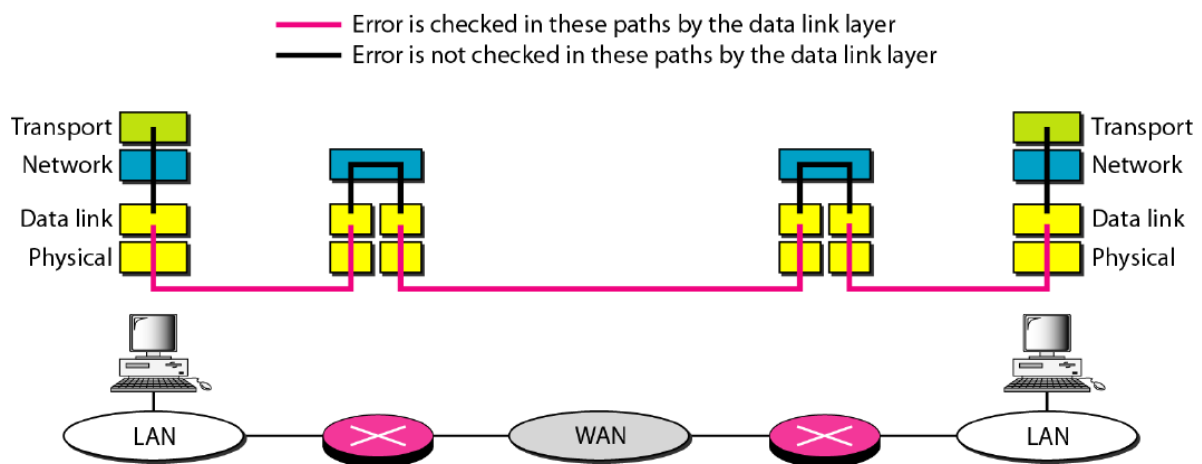 Error is checked in these paths by the data link layer
Error is not checked in these paths by the data link layer
Transport
Transport
Network
Network
Data link
Data link
Physical
Physical
LAN
WAN
LAN